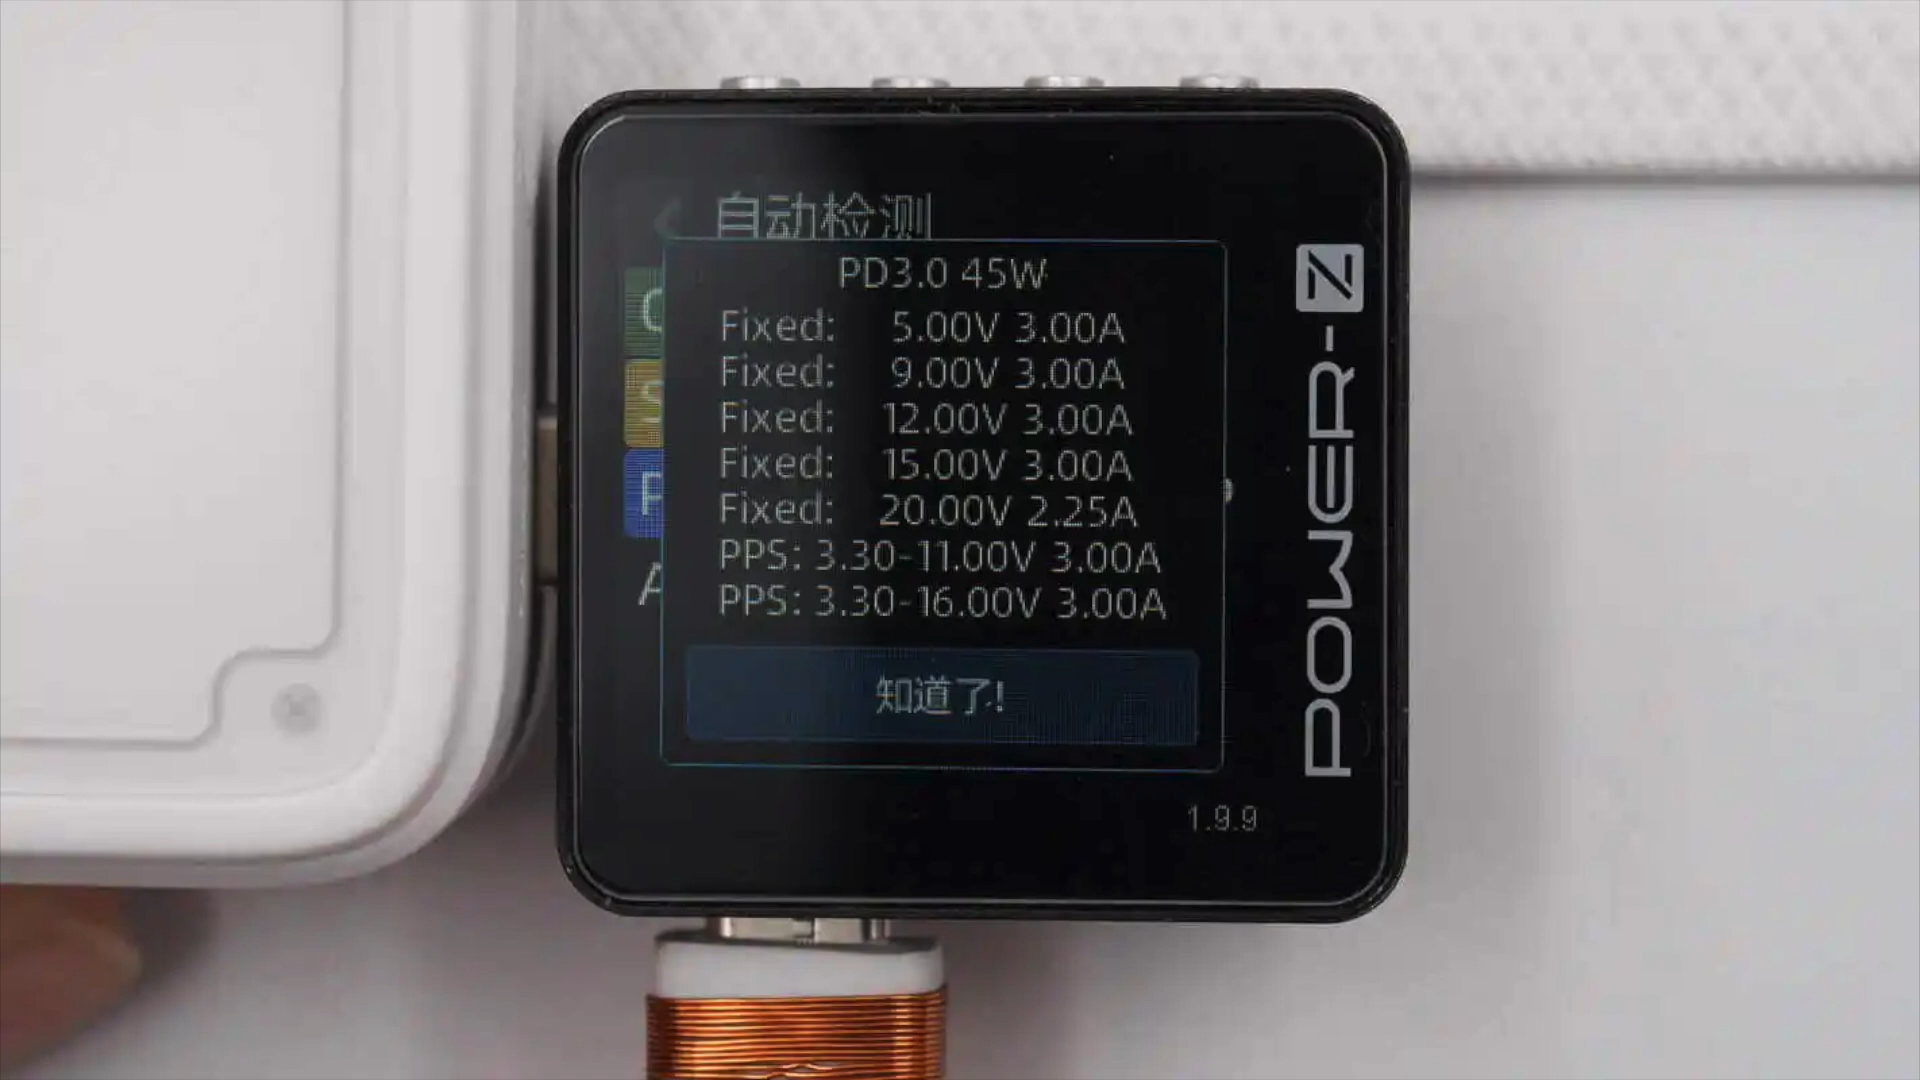 自动检测
PD3.0 45W
Fixed: 5.00V 3.00A
Fixed: 9.00V 3.00A
Fixed: 12.00V 3.00A
Fixed: 15.00V 3.00A
Fixed: 20.00V 2.25A
PPS: 3.30-11.00V 3.00A
PPS: 3.30-16.00V 3.00A
知道了!
1.9.9
POWER-Z